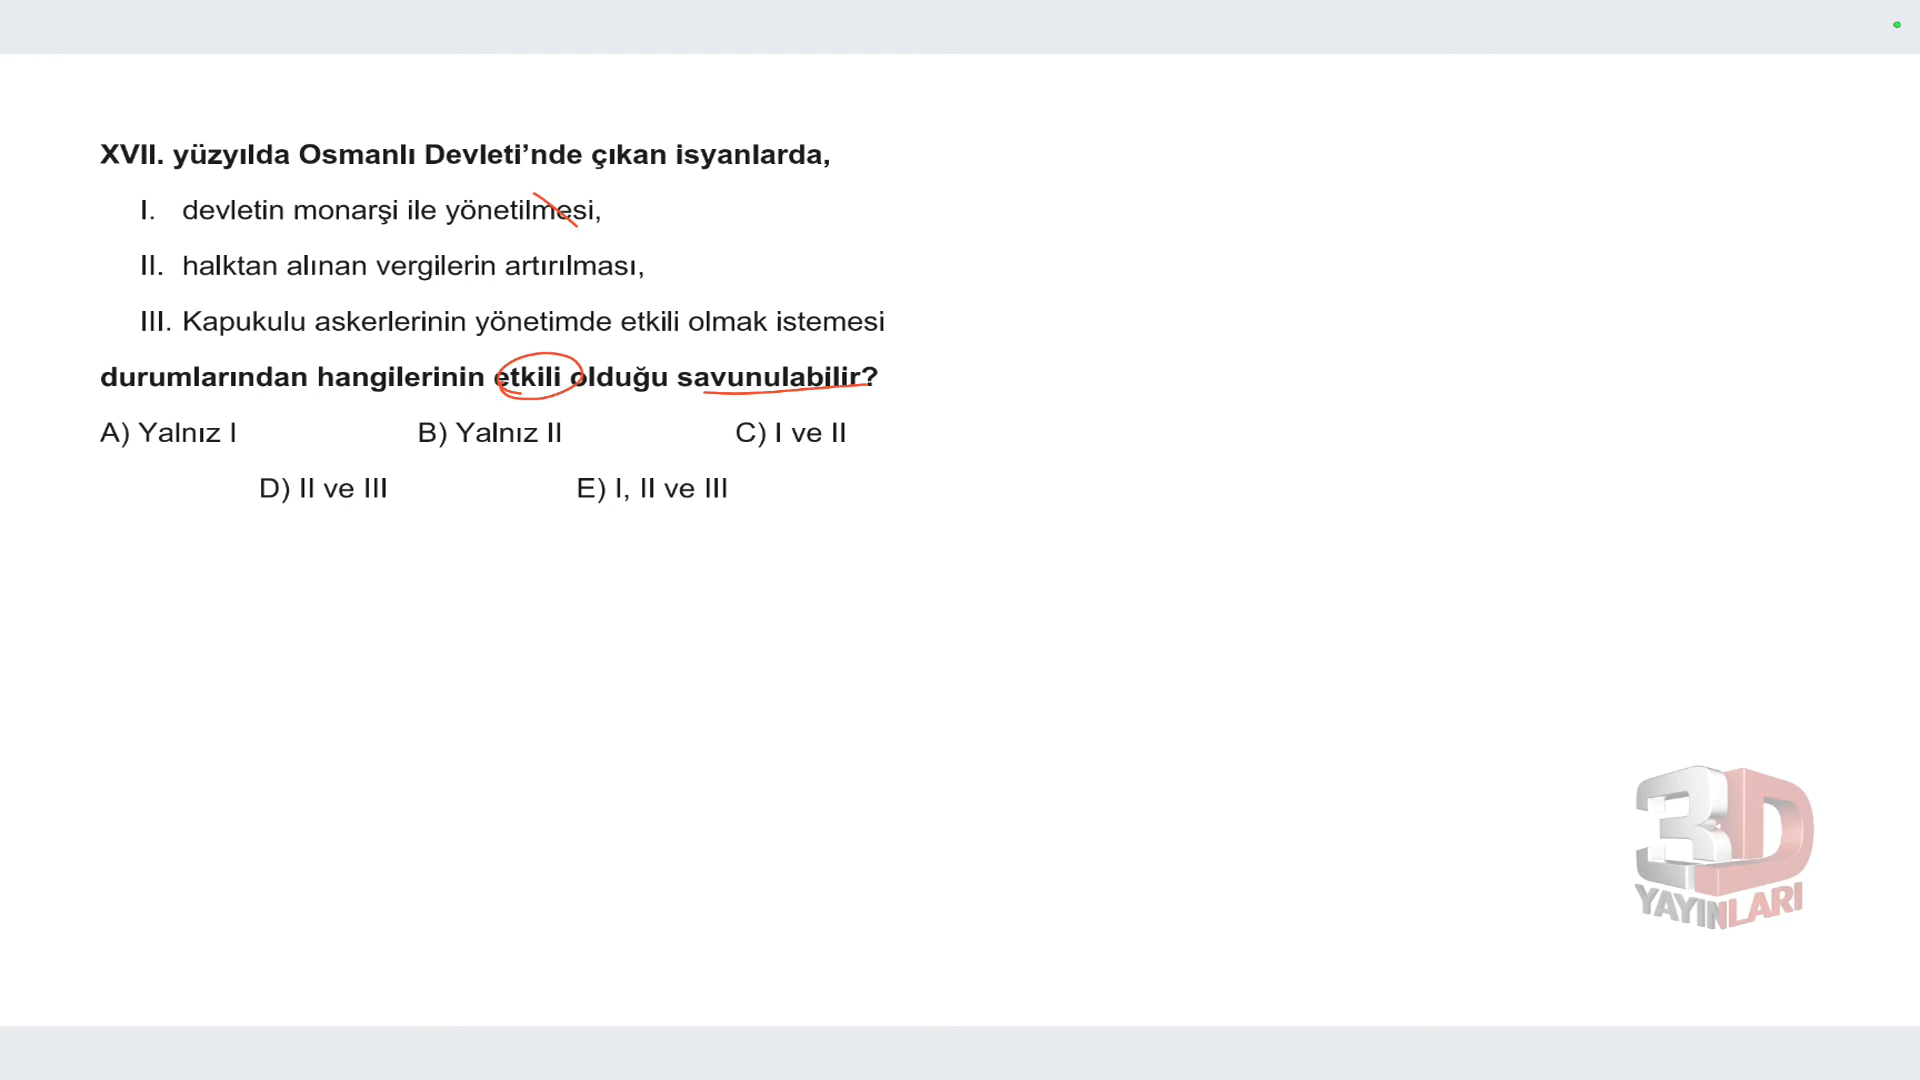 XVII. yüzyılda Osmanlı Devleti’nde çıkan isyanlarda,
I. devletin monarşi ile yönetilmesi,
II. halktan alınan vergilerin artırılması,
III. Kapukulu askerlerinin yönetimde etkili olmak istemesi
durumlarından hangilerinin etkili olduğu savunulabilir?
A) Yalnız I B) Yalnız II C) I ve II
D) II ve III E) I, II ve III
3D
YAYINLARI